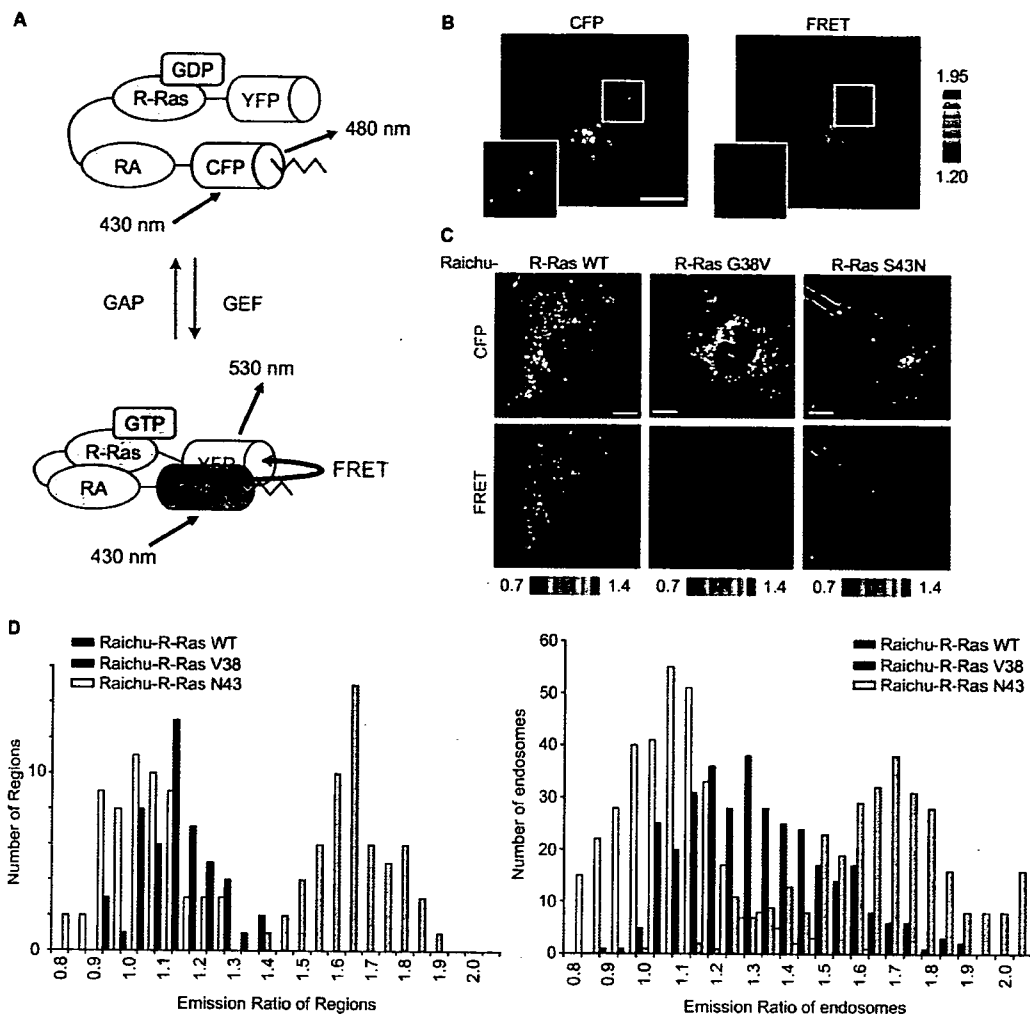 A
GDP
R-Ras
YFP
480 nm
RA
CFP
430 nm
GAP
GEF
530 nm
GTP
R-Ras
YFP
FRET
RA
430 nm
B
CFP
FRET
1.95
1.20
C
Raichu-
R-Ras WT
R-Ras G38V
R-Ras S43N
CFP
FRET
0.7
1.4
0.7
1.4
0.7
1.4
D
Raichu-R-Ras WT
Raichu-R-Ras V38
Raichu-R-Ras N43
Number of Regions
10
0
0.8
0.9
1.0
1.1
1.2
1.3
1.4
1.5
1.6
1.7
1.8
1.9
2.0
Emission Ratio of Regions
Raichu-R-Ras WT
Raichu-R-Ras V38
Raichu-R-Ras N43
Number of endosomes
60
50
40
30
20
10
0
0.8
0.9
1.0
1.1
1.2
1.3
1.4
1.5
1.6
1.7
1.8
1.9
2.0
Emission Ratio of endosomes